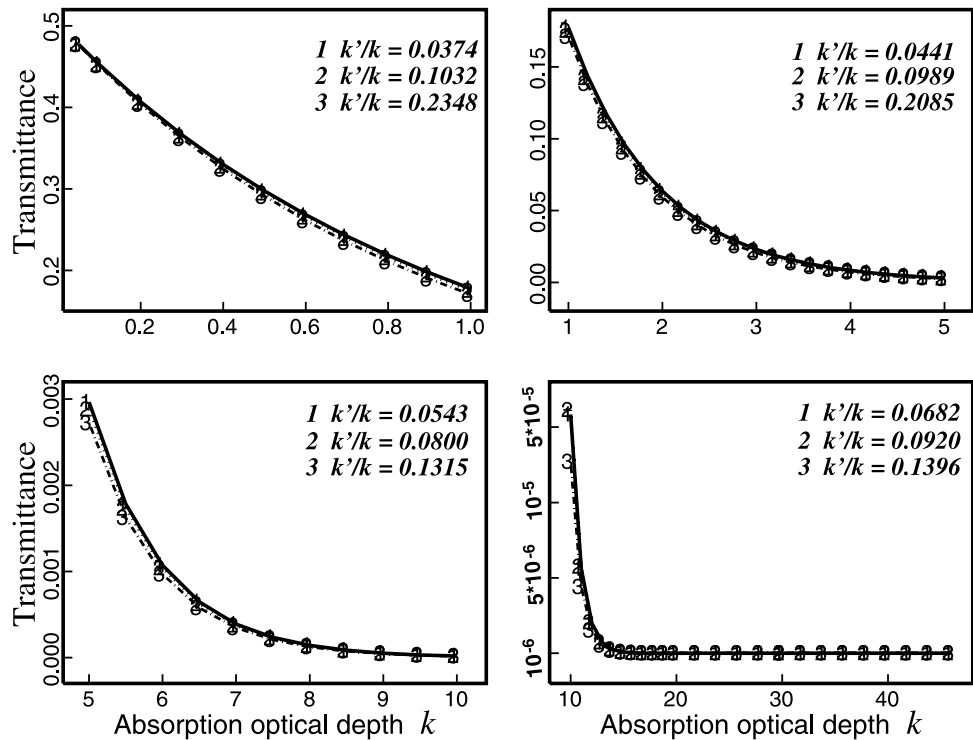 Transmittance
0.5
0.4
0.3
0.2
1 k'/k = 0.0374
2 k'/k = 0.1032
3 k'/k = 0.2348
0.2 0.4 0.6 0.8 1.0
0.15
0.10
0.05
0.00
1 k'/k = 0.0441
2 k'/k = 0.0989
3 k'/k = 0.2085
1 2 3 4 5
Transmittance
0.003
0.002
0.001
0.000
1 k'/k = 0.0543
2 k'/k = 0.0800
3 k'/k = 0.1315
5 6 7 8 9 10
Absorption optical depth k
5*10⁻⁵
10⁻⁵
5*10⁻⁶
10⁻⁶
1 k'/k = 0.0682
2 k'/k = 0.0920
3 k'/k = 0.1396
10 20 30 40
Absorption optical depth k